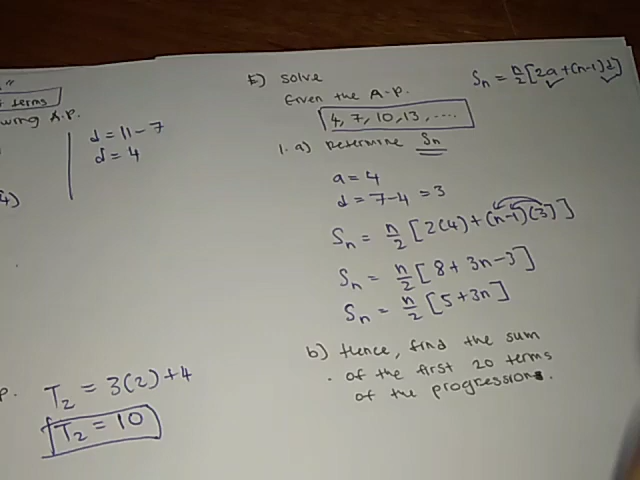 "
terms
wing A.P.
d = 11 - 7
d = 4
4)
P.
T₂ = 3(2) + 4
T₂ = 10
E) Solve
Sn = n/2 [2a + (n-1)d]
Given the A.P.
4, 7, 10, 13, ....
1. a) Determine Sn
a = 4
d = 7 - 4 = 3
Sn = n/2 [2(4) + (n-1)(3)]
Sn = n/2 [8 + 3n - 3]
Sn = n/2 [5 + 3n]
b) Hence, find the sum
of the first 20 terms
of the progression.